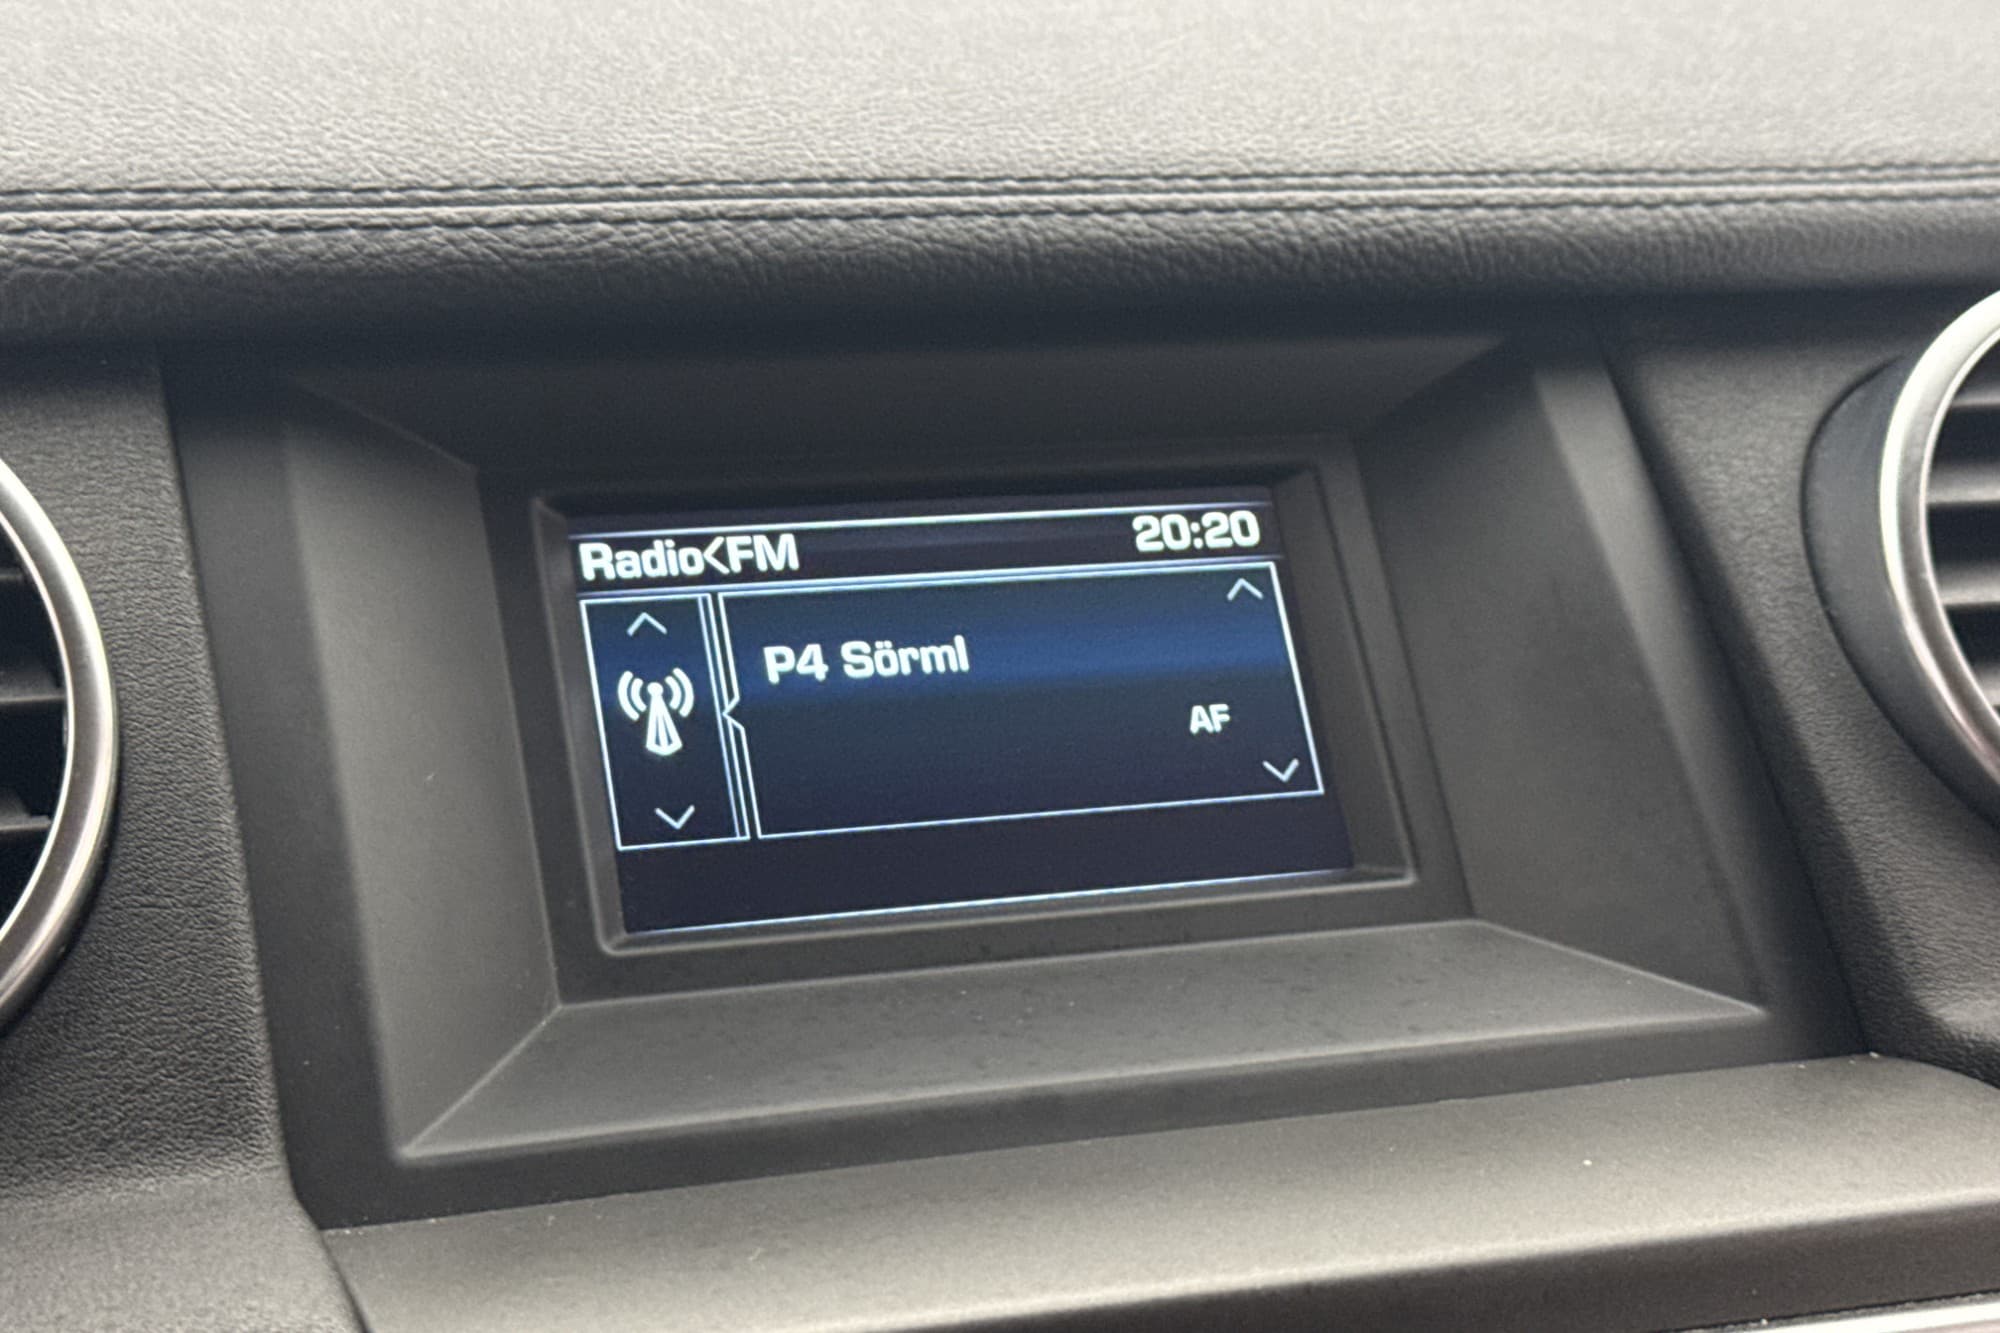 Radio<FM 20:20
P4 Sörml
AF